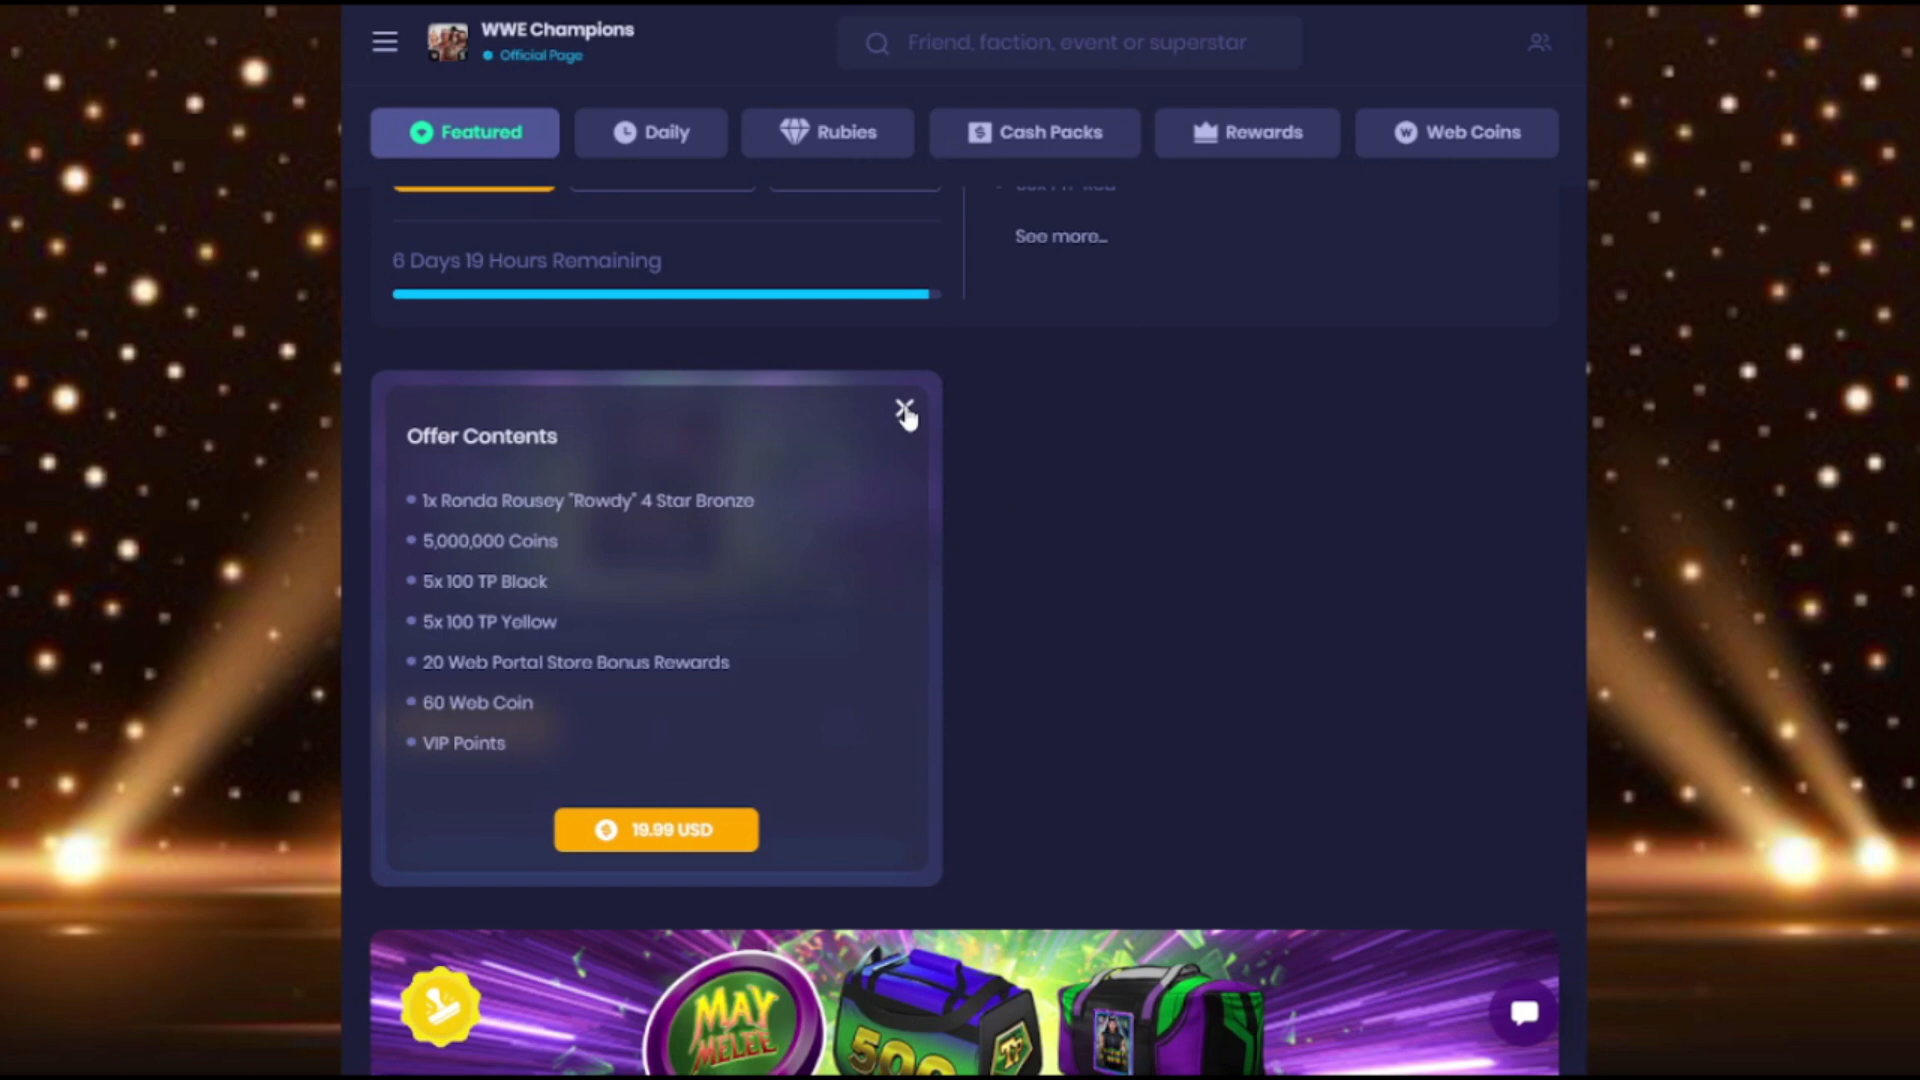 WWE Champions
Official Page
Friend, faction, event or superstar
Featured
Daily
Rubies
Cash Packs
Rewards
Web Coins
See more...
6 Days 19 Hours Remaining
Offer Contents
1x Ronda Rousey "Rowdy" 4 Star Bronze
5,000,000 Coins
5x 100 TP Black
5x 100 TP Yellow
20 Web Portal Store Bonus Rewards
60 Web Coin
VIP Points
19.99 USD
MAY
MELEE
500
TP